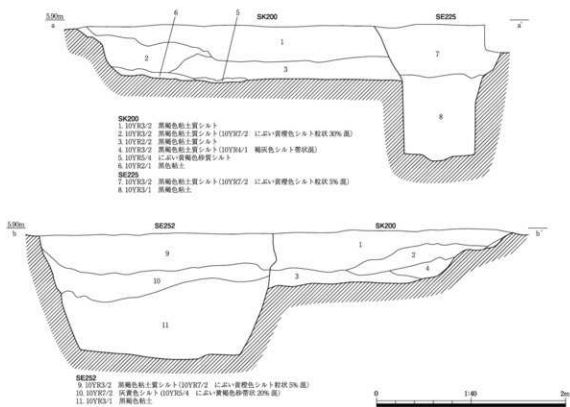 6 5
5.90m SK200 SE225
a a'
1
2 7
3
8
SK200
1. 10YR3/2 黒褐色粘土質シルト
2. 10YR3/2 黒褐色粘土質シルト(10YR7/2 にぶい黄橙色シルト粒状30%混)
3. 10YR2/2 黒褐色粘土質シルト
4. 10YR3/2 黒褐色粘土質シルト(10YR4/1 褐灰色シルト帯状混)
5. 10YR5/4 にぶい黄褐色砂質シルト
6. 10YR2/1 黒色粘土
SE225
7. 10YR3/2 黒褐色粘土質シルト(10YR7/2 にぶい黄橙色シルト粒状5%混)
8. 10YR3/1 黒褐色粘土
5.90m SE252 SK200
b b'
1
9 2
10 3 4
11
SE252
9. 10YR3/2 黒褐色粘土質シルト(10YR7/2 にぶい黄橙色シルト粒状5%混)
10. 10YR7/2 灰黄色シルト(10YR5/4 にぶい黄褐色砂帯状20%混)
11. 10YR3/1 黒褐色粘土
0 1:40 2m